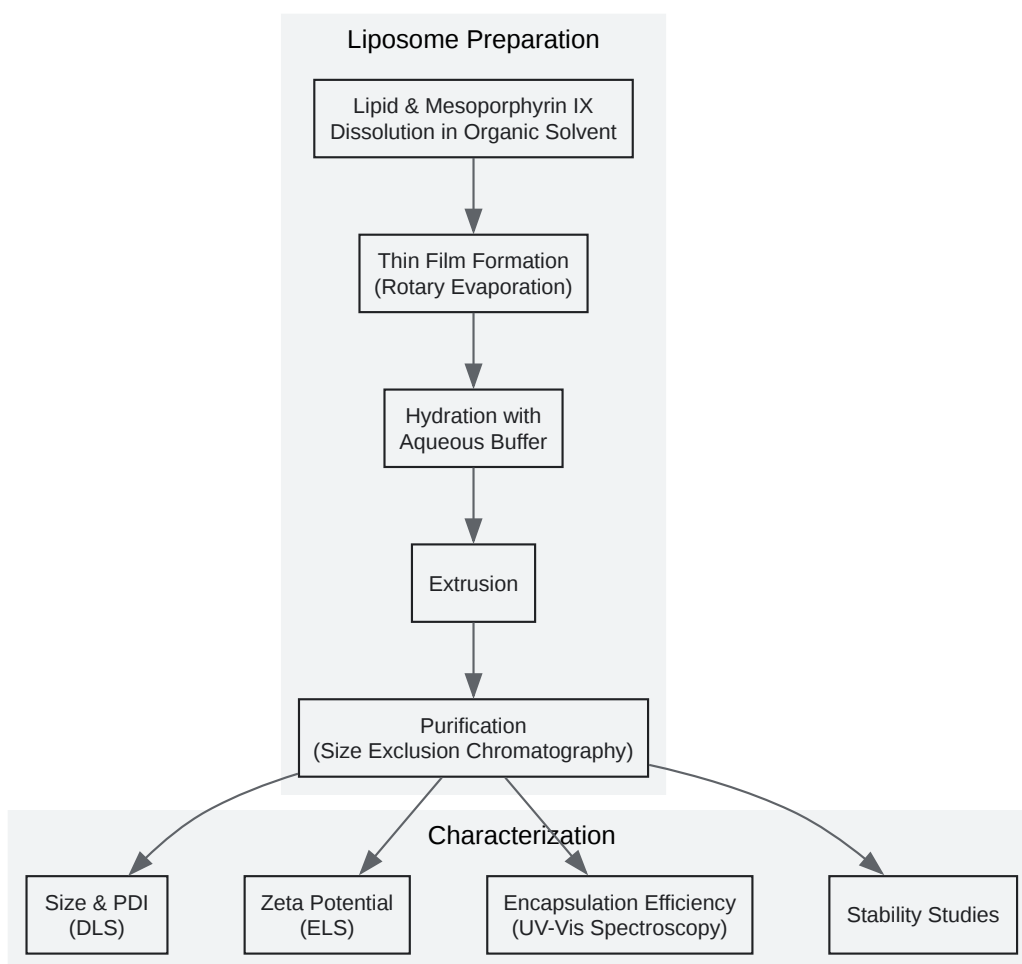 Liposome Preparation
Lipid & Mesoporphyrin IX
Dissolution in Organic Solvent
Thin Film Formation
(Rotary Evaporation)
Hydration with
Aqueous Buffer
Extrusion
Purification
(Size Exclusion Chromatography)
Characterization
Size & PDI
(DLS)
Zeta Potential
(ELS)
Encapsulation Efficiency
(UV-Vis Spectroscopy)
Stability Studies